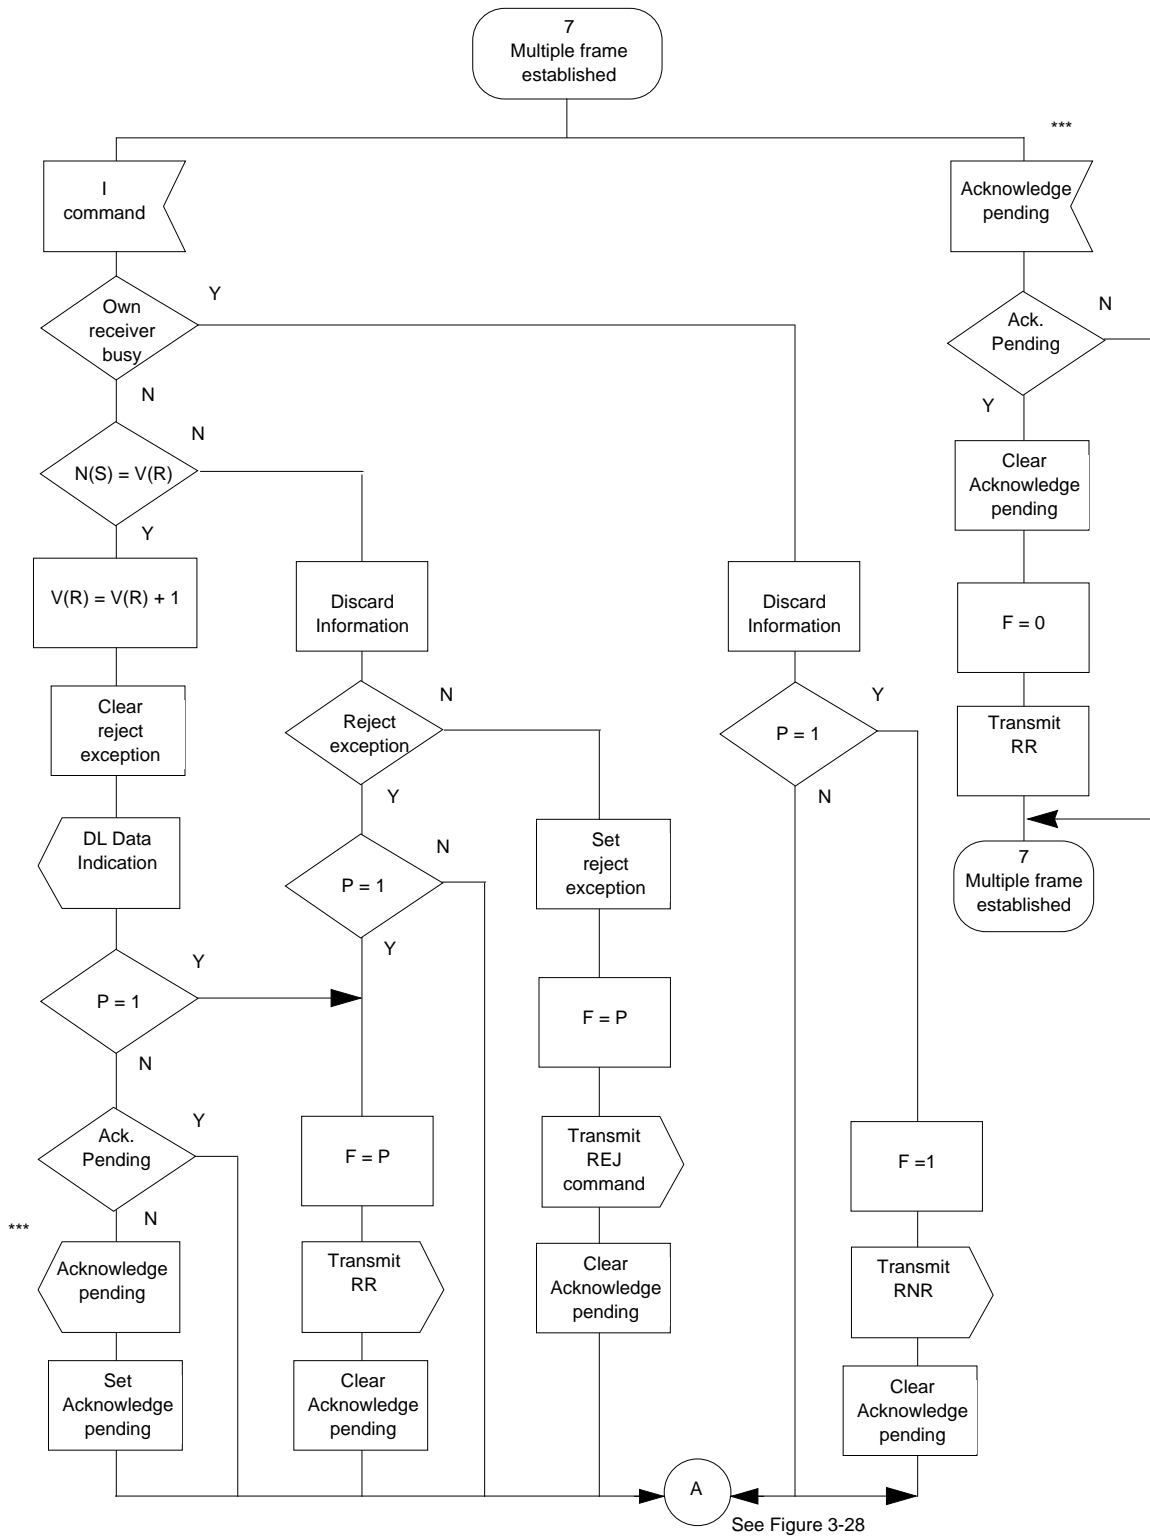 7
Multiple frame
established
***
I
command
Acknowledge
pending
Own
receiver
busy
Y
N
Ack.
Pending
N
Y
N(S) = V(R)
N
Y
Clear
Acknowledge
pending
V(R) = V(R) + 1
Discard
Information
Discard
Information
F = 0
Clear
reject
exception
Reject
exception
N
Y
P = 1
Y
N
Transmit
RR
DL Data
Indication
P = 1
N
Y
Set
reject
exception
7
Multiple frame
established
P = 1
Y
N
F = P
Ack.
Pending
Y
N
F = P
Transmit
REJ
command
F =1
***
Acknowledge
pending
Transmit
RR
Clear
Acknowledge
pending
Transmit
RNR
Set
Acknowledge
pending
Clear
Acknowledge
pending
Clear
Acknowledge
pending
A
See Figure 3-28